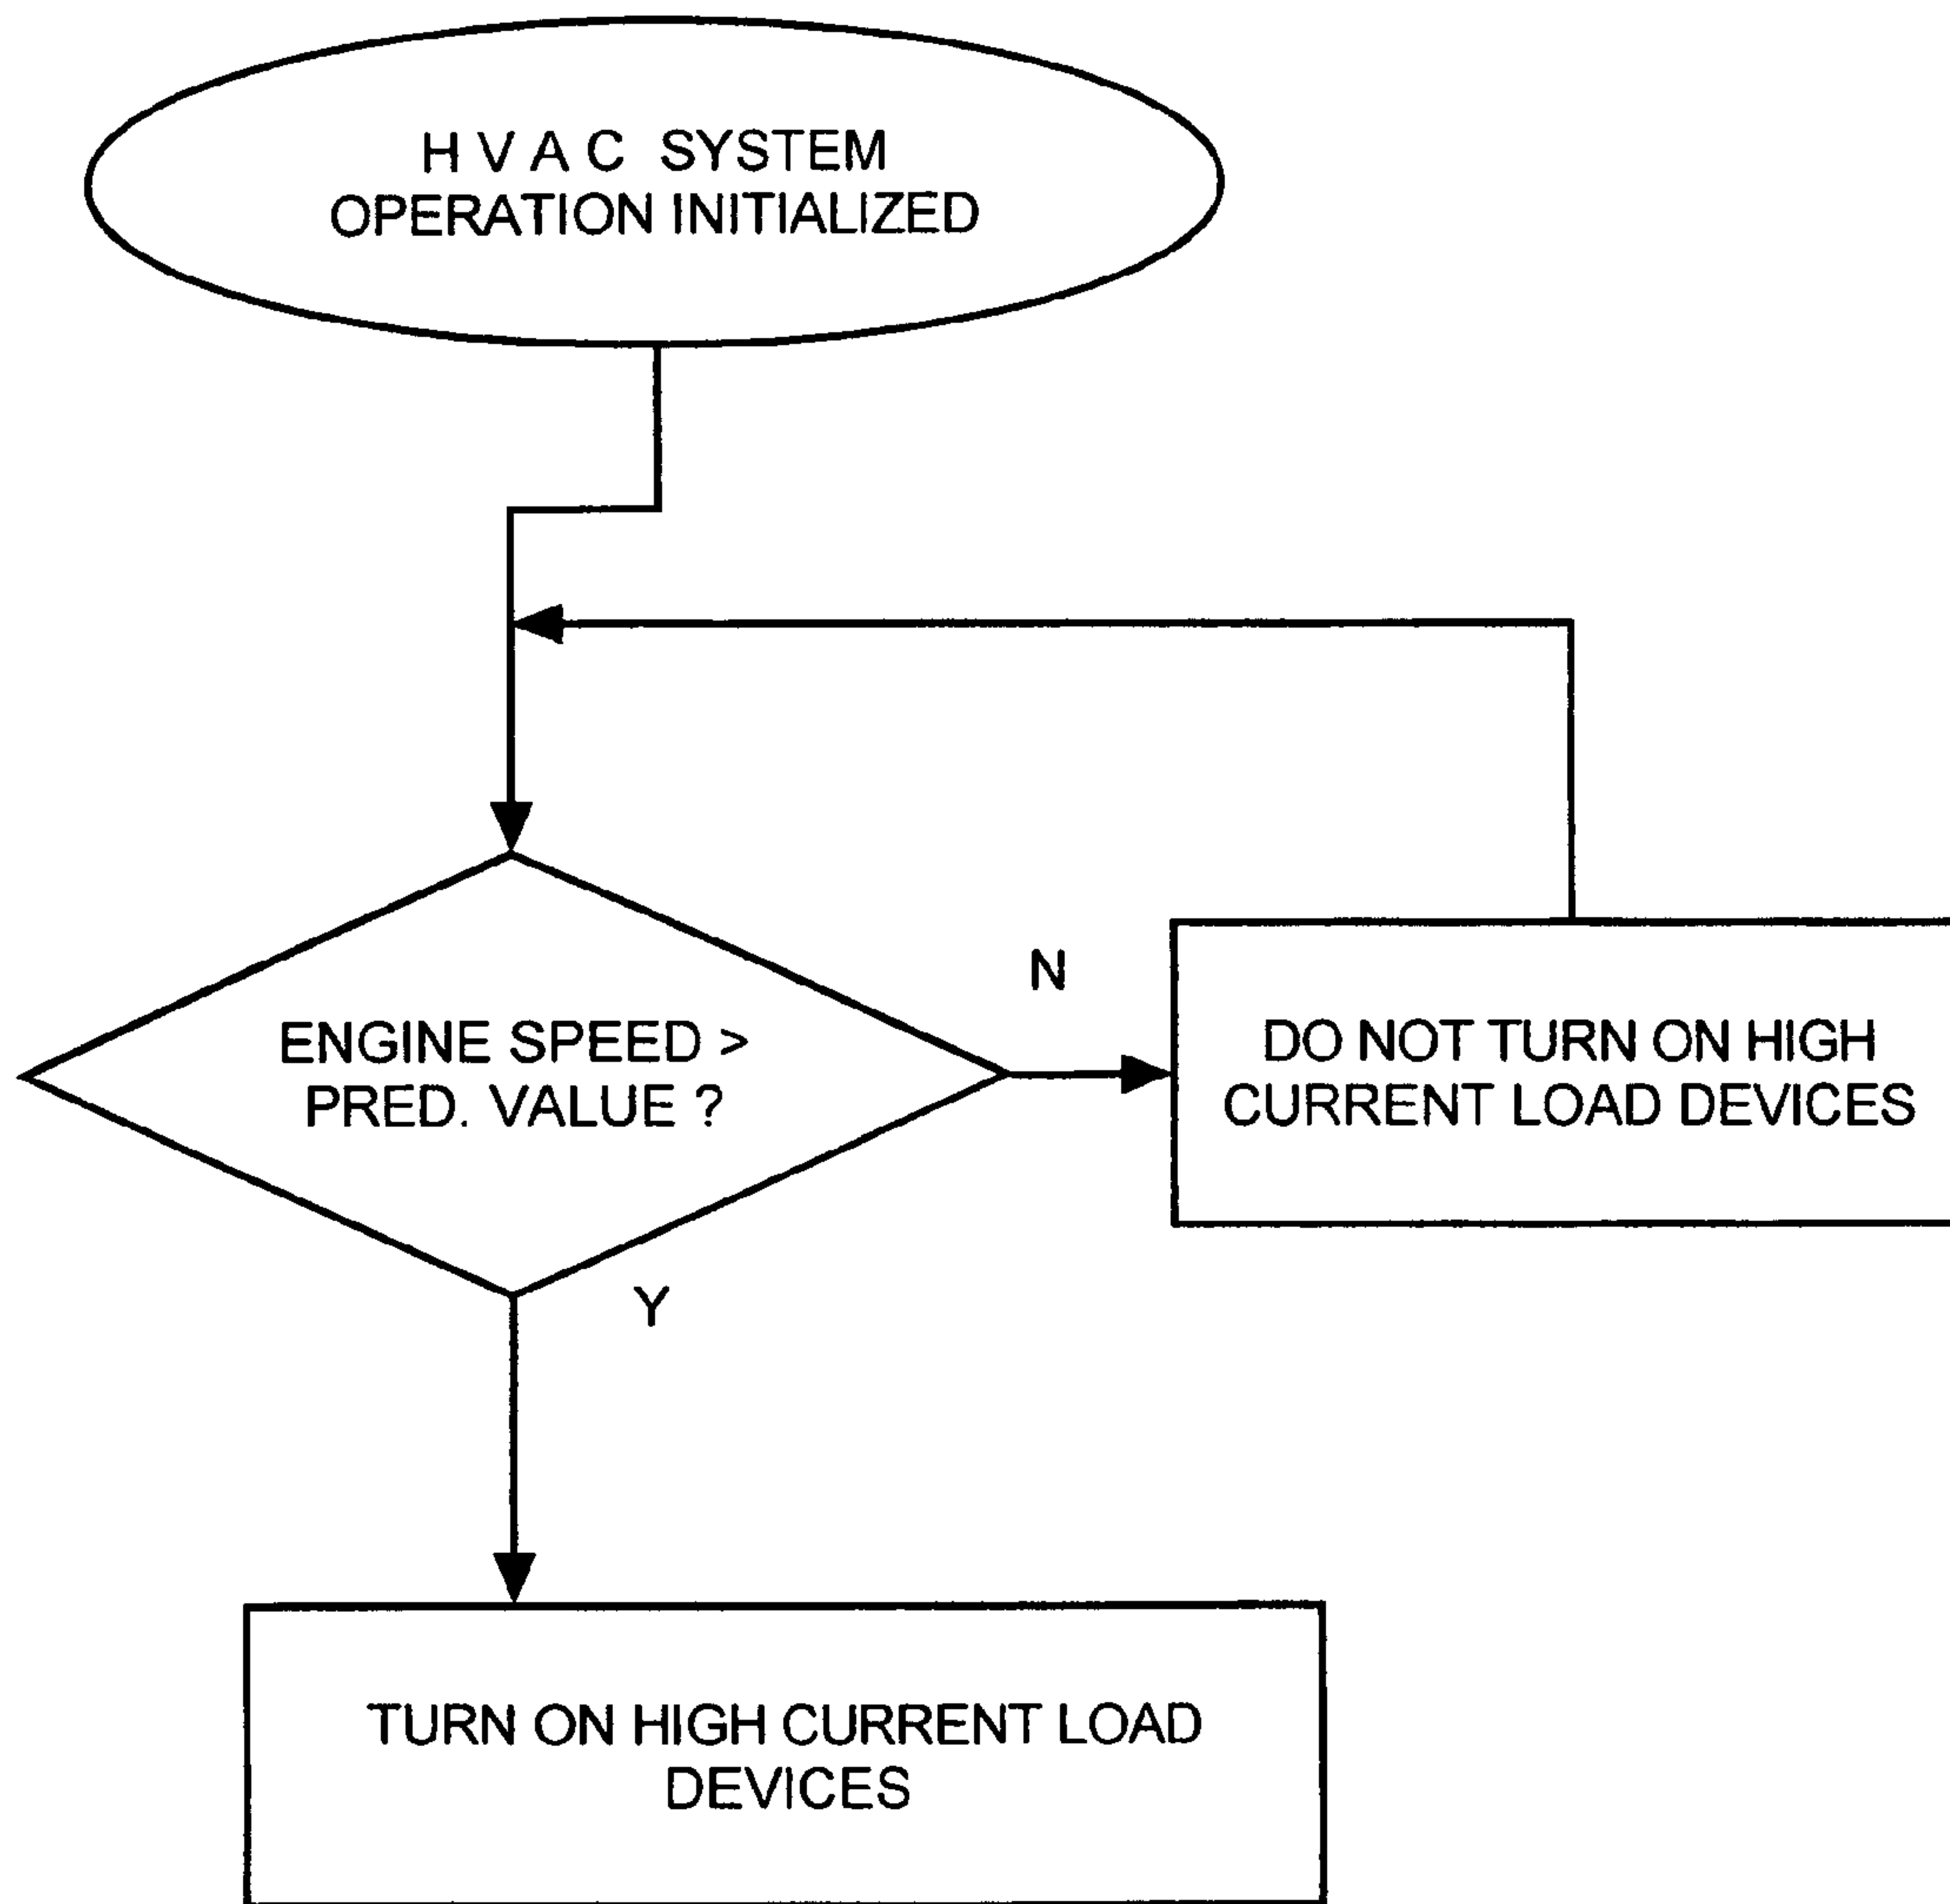 H V A C SYSTEM
OPERATION INITIALIZED
ENGINE SPEED >
PRED. VALUE ?
N
DO NOT TURN ON HIGH
CURRENT LOAD DEVICES
Y
TURN ON HIGH CURRENT LOAD
DEVICES